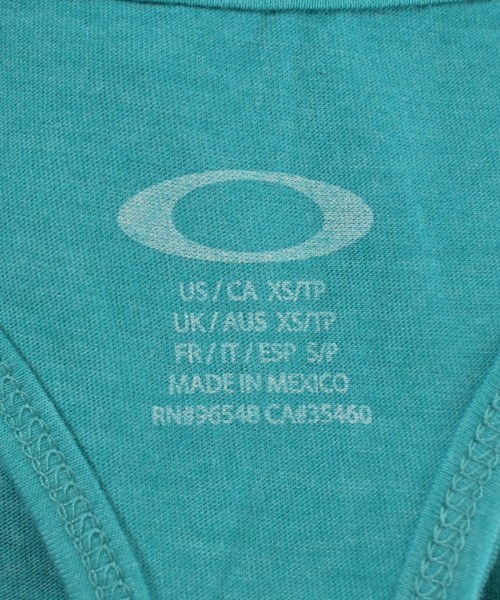 US / CA XS/TP
UK / AUS XS/TP
FR / IT / ESP S/P
MADE IN MEXICO
RN#96548 CA#35460